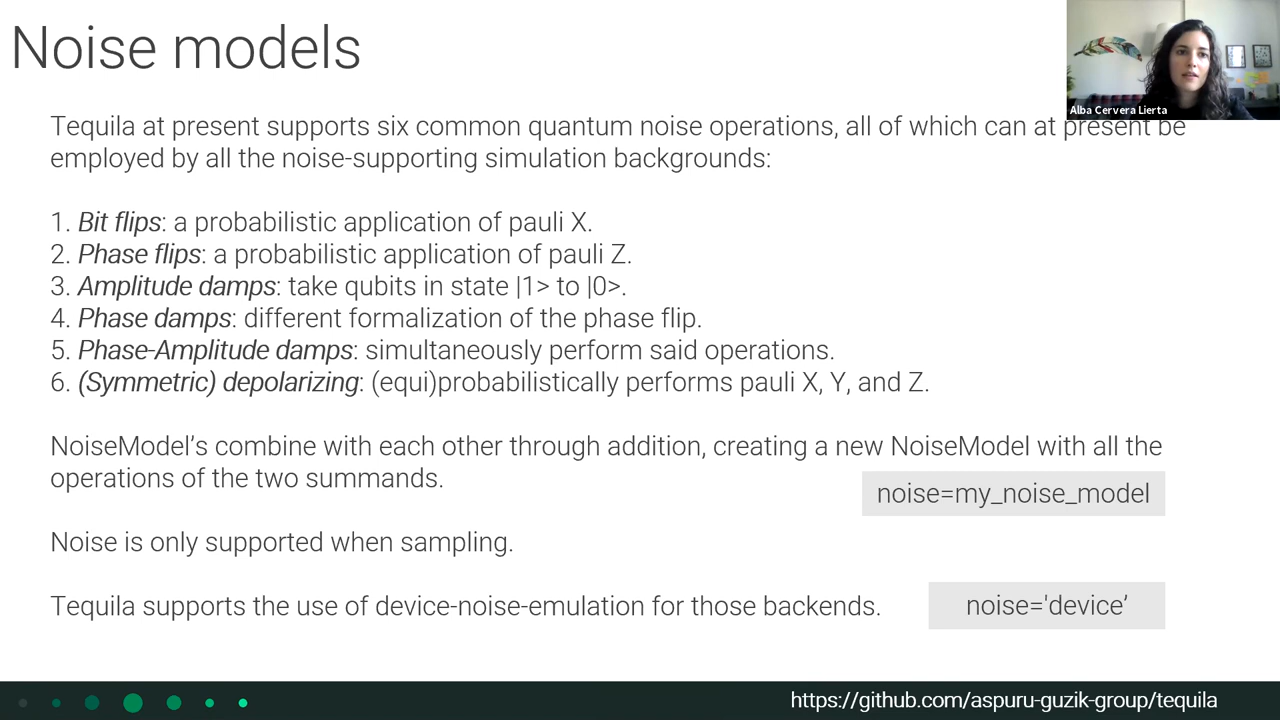 Noise models
Alba Cervera Lierta
Tequila at present supports six common quantum noise operations, all of which can at present be
employed by all the noise-supporting simulation backgrounds:
1. Bit flips: a probabilistic application of pauli X.
2. Phase flips: a probabilistic application of pauli Z.
3. Amplitude damps: take qubits in state |1> to |0>.
4. Phase damps: different formalization of the phase flip.
5. Phase-Amplitude damps: simultaneously perform said operations.
6. (Symmetric) depolarizing: (equi)probabilistically performs pauli X, Y, and Z.
NoiseModel’s combine with each other through addition, creating a new NoiseModel with all the
operations of the two summands.
noise=my_noise_model
Noise is only supported when sampling.
Tequila supports the use of device-noise-emulation for those backends.
noise='device’
https://github.com/aspuru-guzik-group/tequila